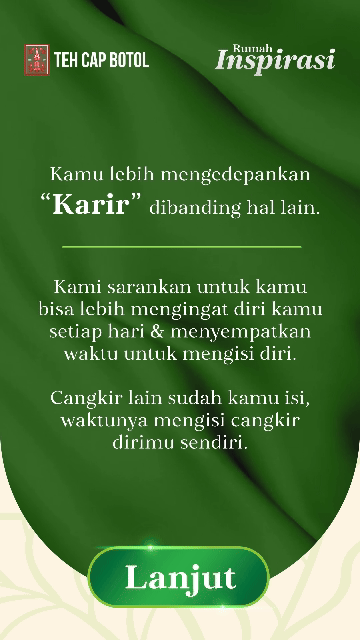 TEH CAP BOTOL
Rumah
Inspirasi
Kamu lebih mengedepankan
“Karir” dibanding hal lain.
Kami sarankan untuk kamu
bisa lebih mengingat diri kamu
setiap hari & menyempatkan
waktu untuk mengisi diri.
Cangkir lain sudah kamu isi,
waktunya mengisi cangkir
dirimu sendiri.
Lanjut